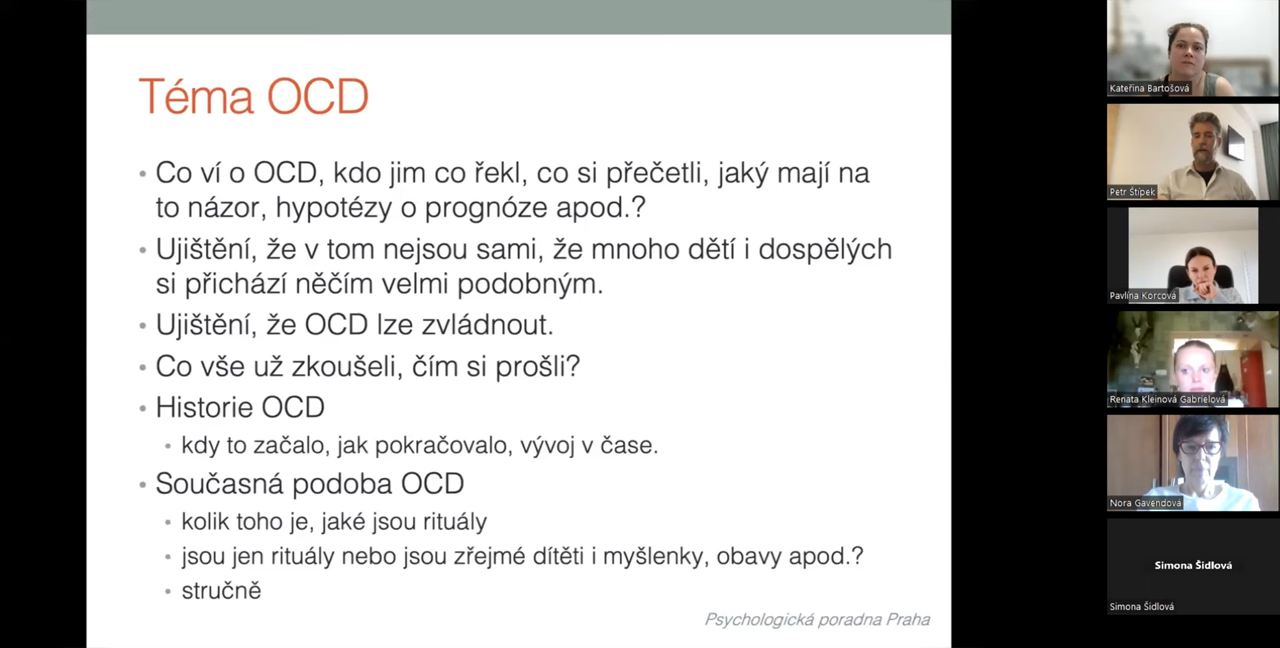 Téma OCD
• Co ví o OCD, kdo jim co řekl, co si přečetli, jaký mají na
to názor, hypotézy o prognóze apod.?
• Ujištění, že v tom nejsou sami, že mnoho dětí i dospělých
si přichází něčím velmi podobným.
• Ujištění, že OCD lze zvládnout.
• Co vše už zkoušeli, čím si prošli?
• Historie OCD
• kdy to začalo, jak pokračovalo, vývoj v čase.
• Současná podoba OCD
• kolik toho je, jaké jsou rituály
• jsou jen rituály nebo jsou zřejmé dítěti i myšlenky, obavy apod.?
• stručně
Psychologická poradna Praha
Kateřina Bartošová
Petr Štípek
Pavlína Korcová
Renata Kleinová Gabrielová
Nora Gavendová
Simona Šidlová
Simona Šidlová